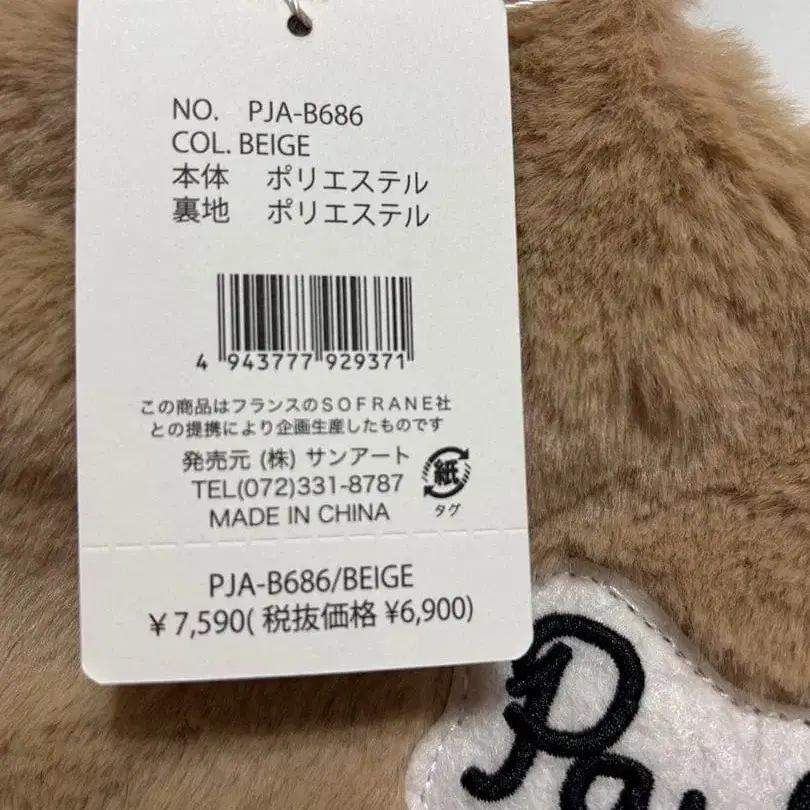 NO. PJA-B686
COL. BEIGE
本体 ポリエステル
裏地 ポリエステル
4 943777 929371
この商品はフランスのSOFRANE社
との提携により企画生産したものです
発売元 (株) サンアート
TEL(072)331-8787
MADE IN CHINA
紙
タグ
PJA-B686/BEIGE
¥7,590(税抜価格 ¥6,900)